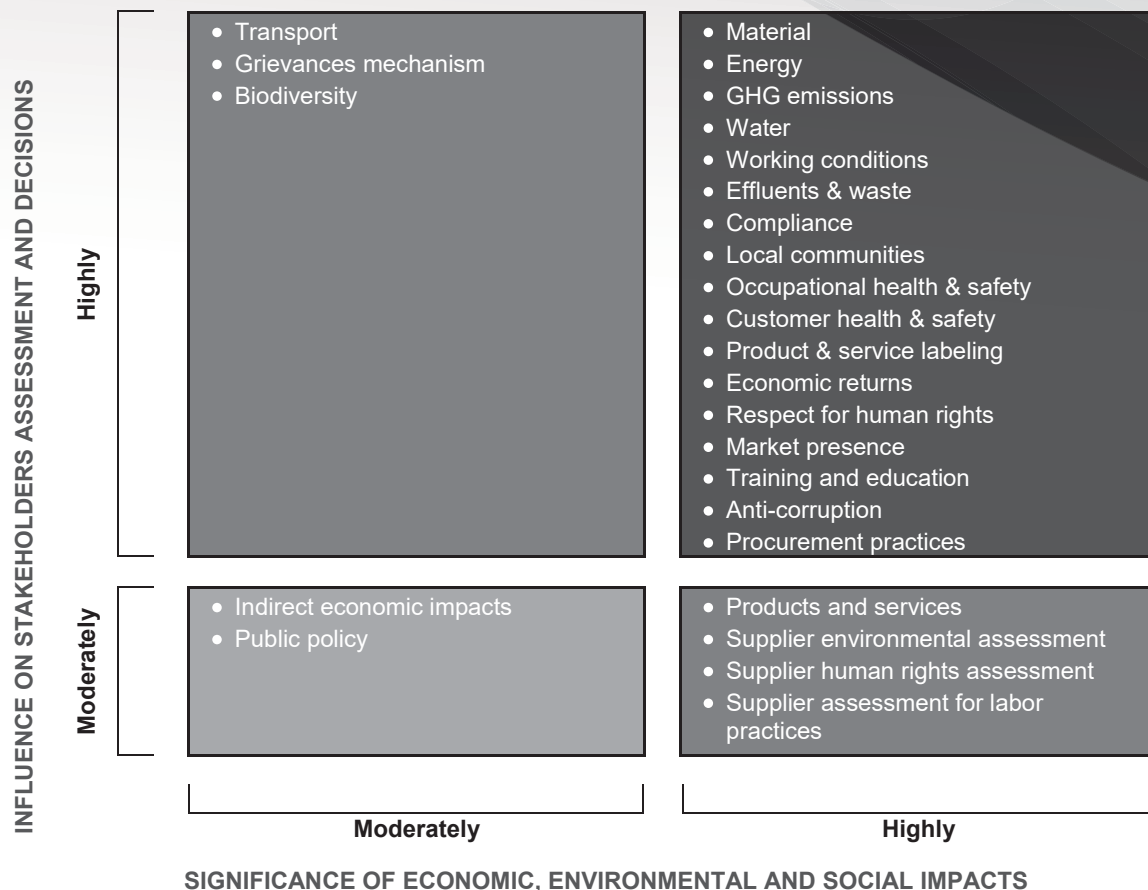 INFLUENCE ON STAKEHOLDERS ASSESSMENT AND DECISIONS
Highly
• Transport
• Grievances mechanism
• Biodiversity
• Material
• Energy
• GHG emissions
• Water
• Working conditions
• Effluents & waste
• Compliance
• Local communities
• Occupational health & safety
• Customer health & safety
• Product & service labeling
• Economic returns
• Respect for human rights
• Market presence
• Training and education
• Anti-corruption
• Procurement practices
Moderately
• Indirect economic impacts
• Public policy
• Products and services
• Supplier environmental assessment
• Supplier human rights assessment
• Supplier assessment for labor
practices
Moderately
Highly
SIGNIFICANCE OF ECONOMIC, ENVIRONMENTAL AND SOCIAL IMPACTS